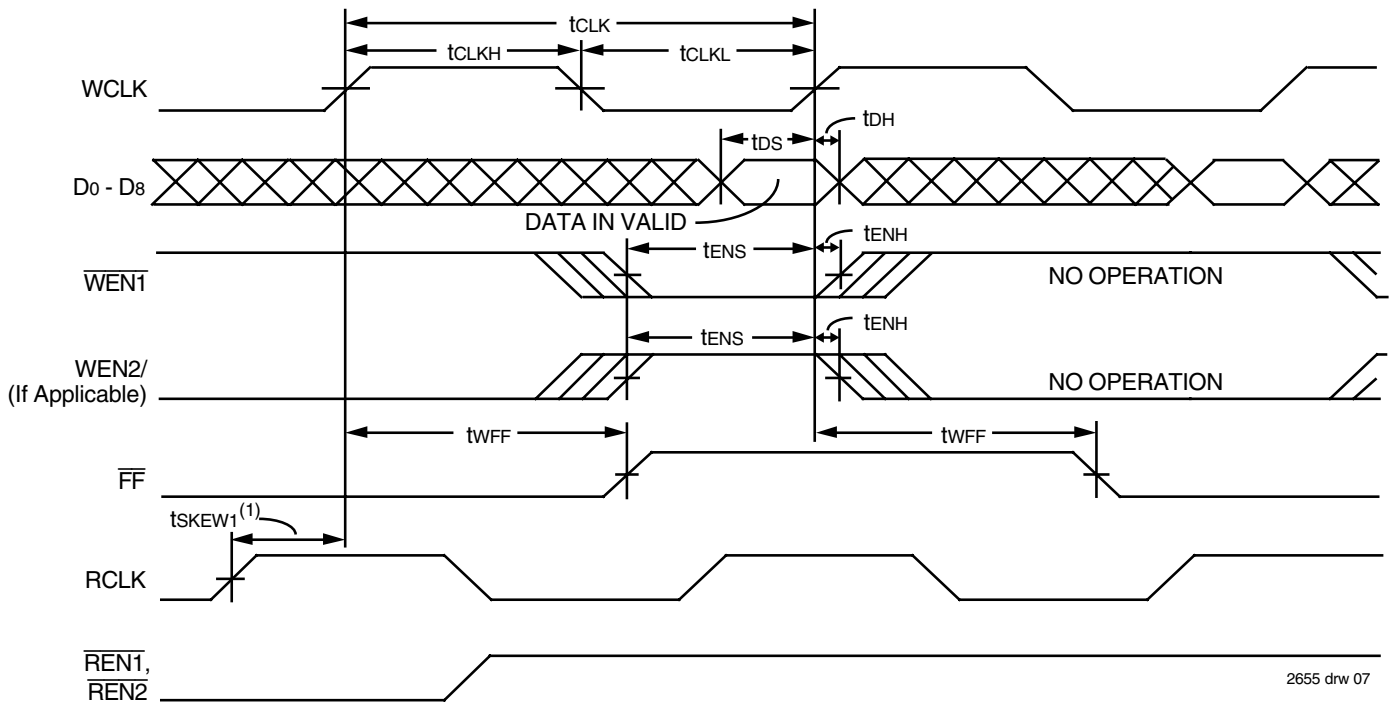 tCLK
tCLKH
tCLKL
WCLK
tDH
tDS
D0 - D8
DATA IN VALID
tENH
tENS
WEN1
NO OPERATION
tENH
tENS
WEN2/
(If Applicable)
NO OPERATION
tWFF
tWFF
FF
tSKEW1(1)
RCLK
REN1,
REN2
2655 drw 07